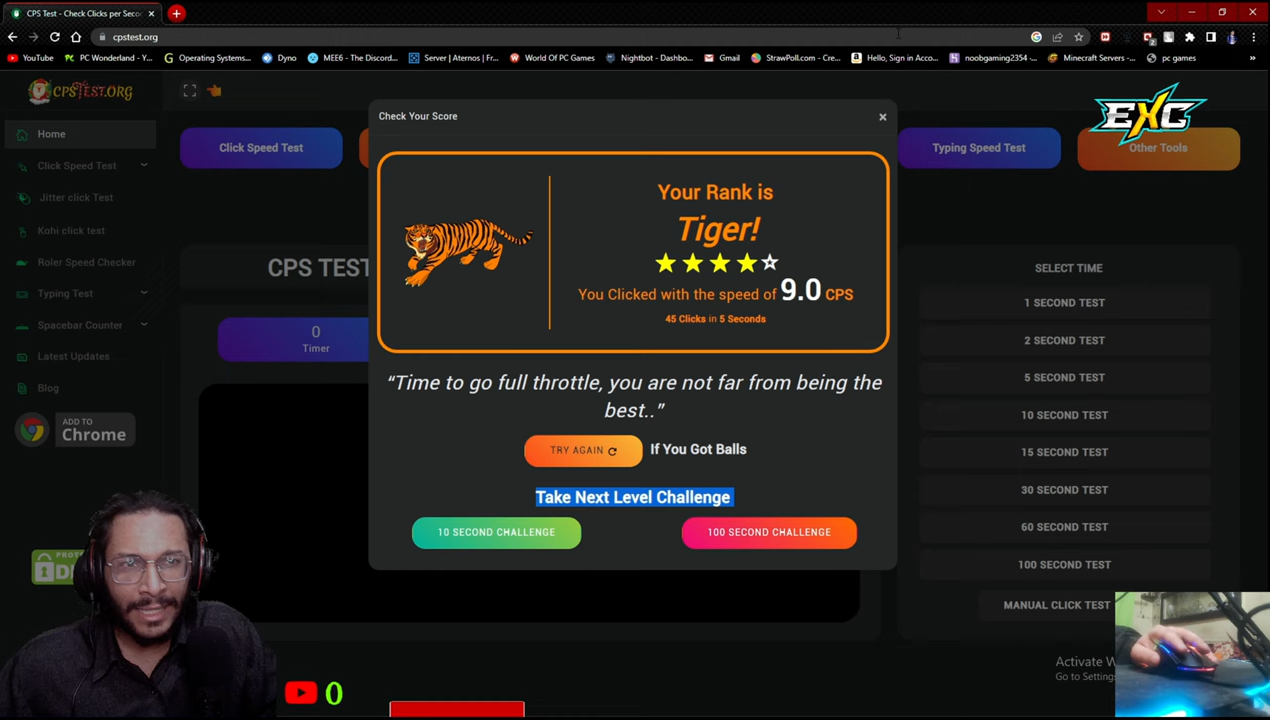 CPS Test - Check Clicks per Seco
cpstest.org
YouTube
PC Wonderland - Y...
Operating Systems...
Dyno
MEE6 - The Discord...
Server | Aternos | Fr...
World Of PC Games
Nightbot - Dashbo...
Gmail
StrawPoll.com - Cre...
Hello, Sign in Acco...
noobgaming2354 -...
Minecraft Servers -...
pc games
CPSTEST.ORG
Check Your Score
EXC
Home
Click Speed Test
Typing Speed Test
Other Tools
Click Speed Test
Jitter click Test
Kohi click test
Roler Speed Checker
Typing Test
Spacebar Counter
Latest Updates
Blog
ADD TO
Chrome
CPS TEST
0
Timer
Your Rank is
Tiger!
You Clicked with the speed of 9.0 CPS
45 Clicks in 5 Seconds
“Time to go full throttle, you are not far from being the
best..”
TRY AGAIN
If You Got Balls
Take Next Level Challenge
10 SECOND CHALLENGE
100 SECOND CHALLENGE
SELECT TIME
1 SECOND TEST
2 SECOND TEST
5 SECOND TEST
10 SECOND TEST
15 SECOND TEST
30 SECOND TEST
60 SECOND TEST
100 SECOND TEST
MANUAL CLICK TEST
Activate W
Go to Setting
0